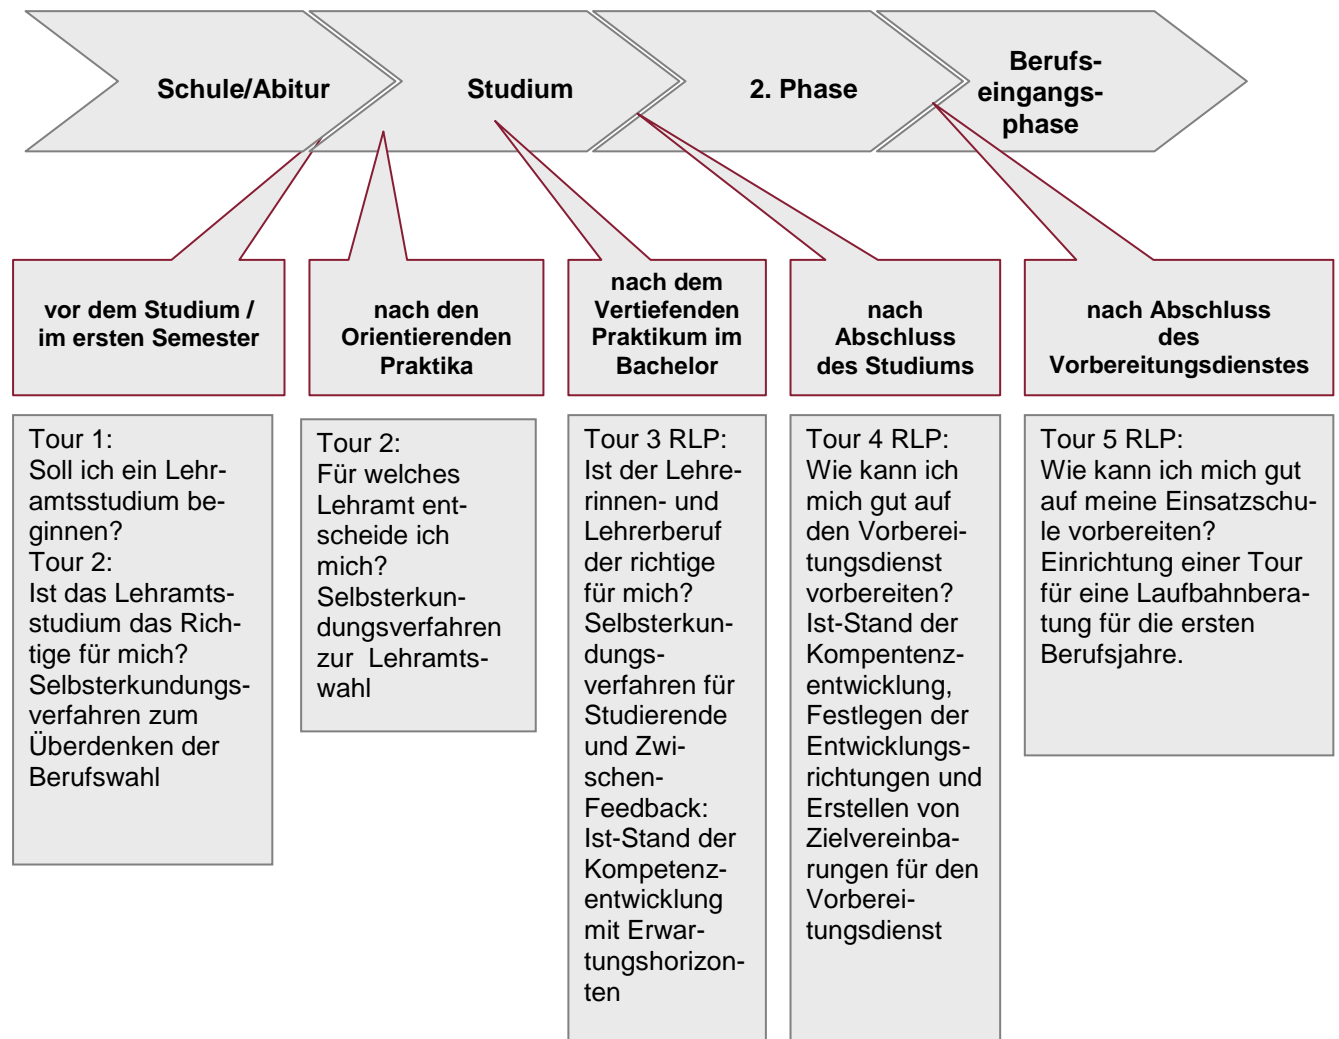 Schule/Abitur
Studium
2. Phase
Berufs-
eingangs-
phase
vor dem Studium /
im ersten Semester
nach den
Orientierenden
Praktika
nach dem
Vertiefenden
Praktikum im
Bachelor
nach
Abschluss
des Studiums
nach Abschluss
des
Vorbereitungsdienstes
Tour 1:
Soll ich ein Lehr-
amtsstudium be-
ginnen?
Tour 2:
Ist das Lehramts-
studium das Rich-
tige für mich?
Selbsterkundungs-
verfahren zum
Überdenken der
Berufswahl
Tour 2:
Für welches
Lehramt ent-
scheide ich
mich?
Selbsterkun-
dungsverfahren
zur Lehramts-
wahl
Tour 3 RLP:
Ist der Lehre-
rinnen- und
Lehrerberuf
der richtige
für mich?
Selbsterkun-
dungs-
verfahren für
Studierende
und Zwi-
schen-
Feedback:
Ist-Stand der
Kompetenz-
entwicklung
mit Erwar-
tungshorizon-
ten
Tour 4 RLP:
Wie kann ich
mich gut auf
den Vorberei-
tungsdienst
vorbereiten?
Ist-Stand der
Kompentenz-
entwicklung,
Festlegen der
Entwicklungs-
richtungen und
Erstellen von
Zielvereinba-
rungen für den
Vorberei-
tungsdienst
Tour 5 RLP:
Wie kann ich mich gut
auf meine Einsatzschu-
le vorbereiten?
Einrichtung einer Tour
für eine Laufbahnbera-
tung für die ersten
Berufsjahre.